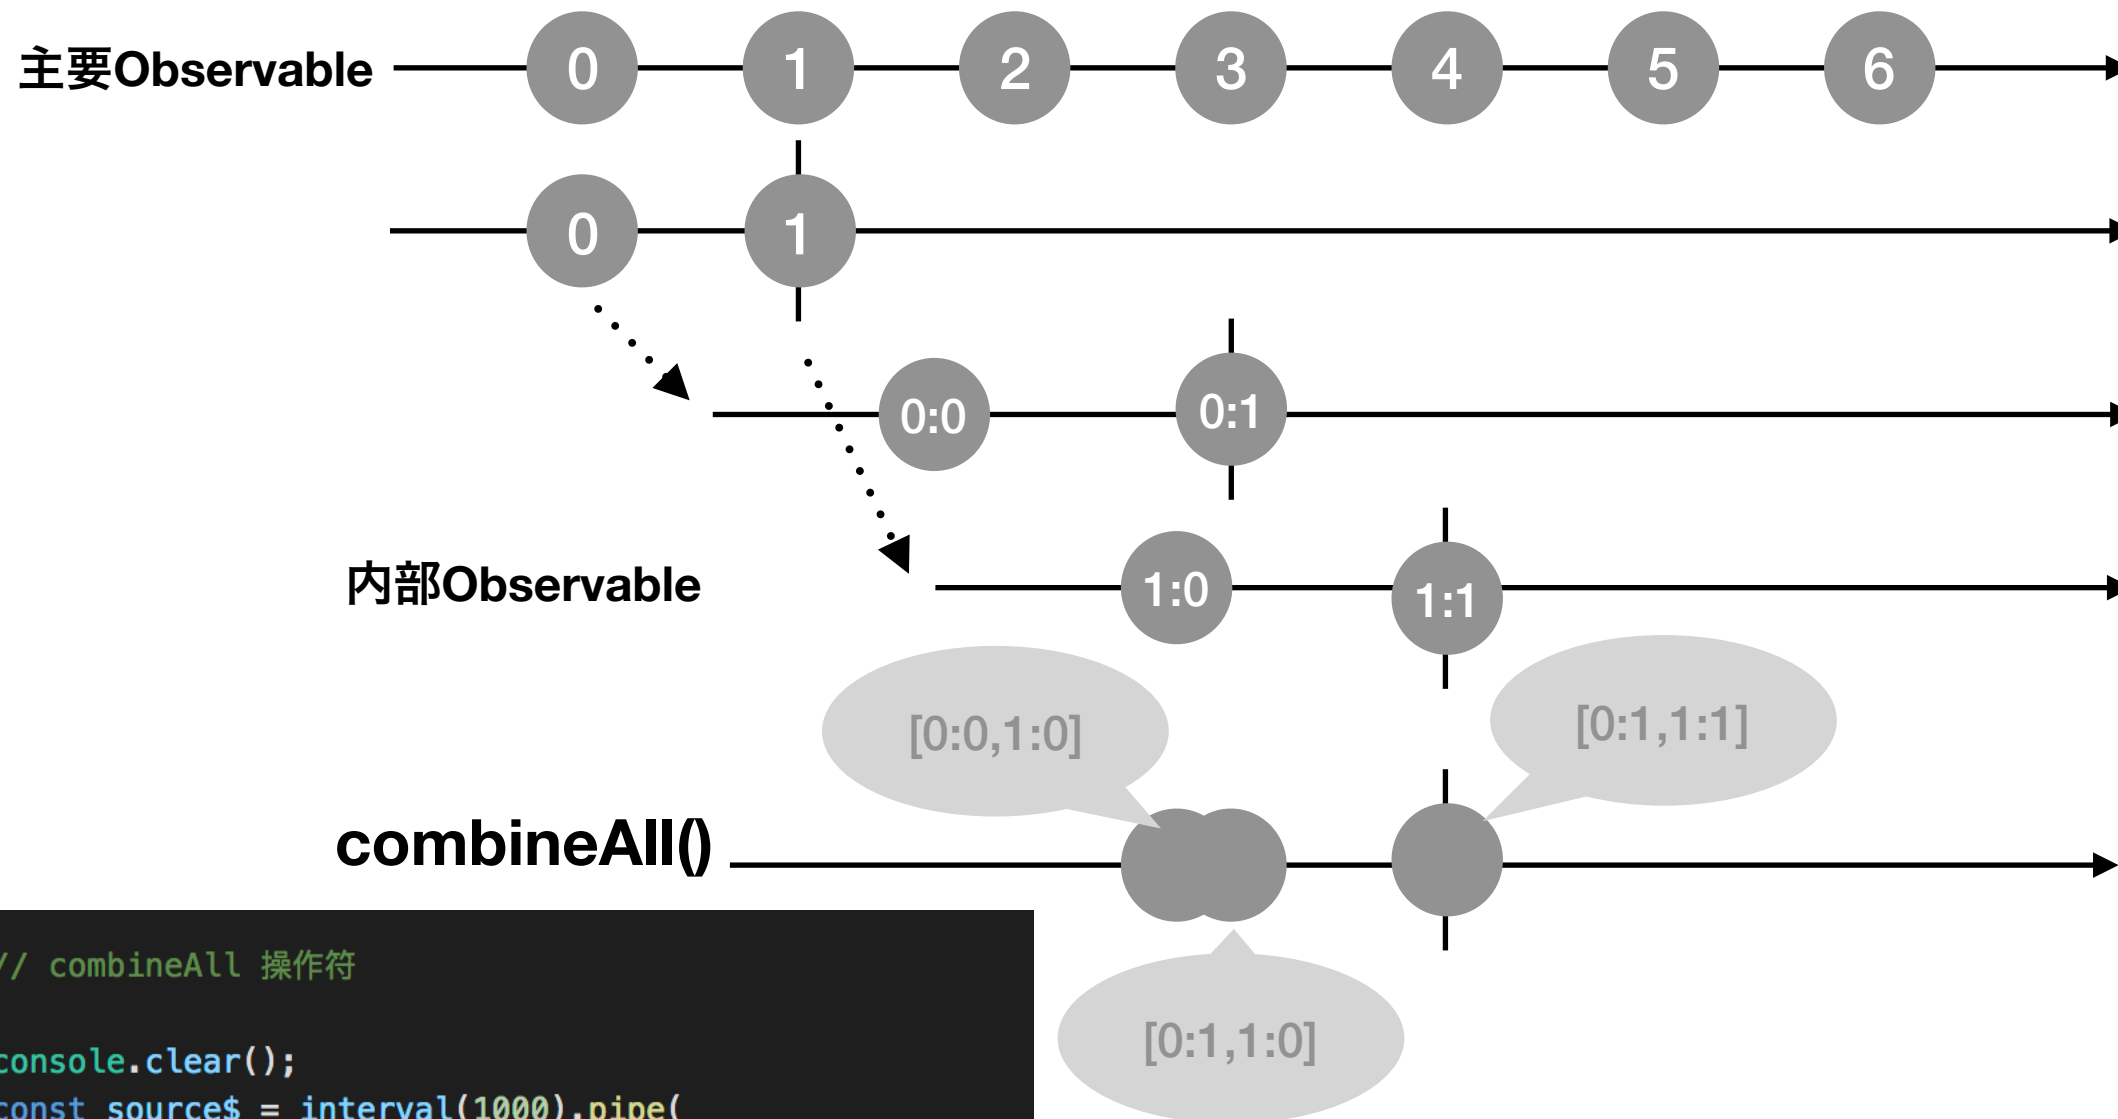 主要Observable
0 1 2 3 4 5 6
0 1
0:0 0:1
内部Observable
1:0 1:1
[0:0,1:0]
[0:1,1:1]
combineAll()
[0:1,1:0]
// combineAll 操作符
console.clear();
const source$ = interval(1000).pipe(